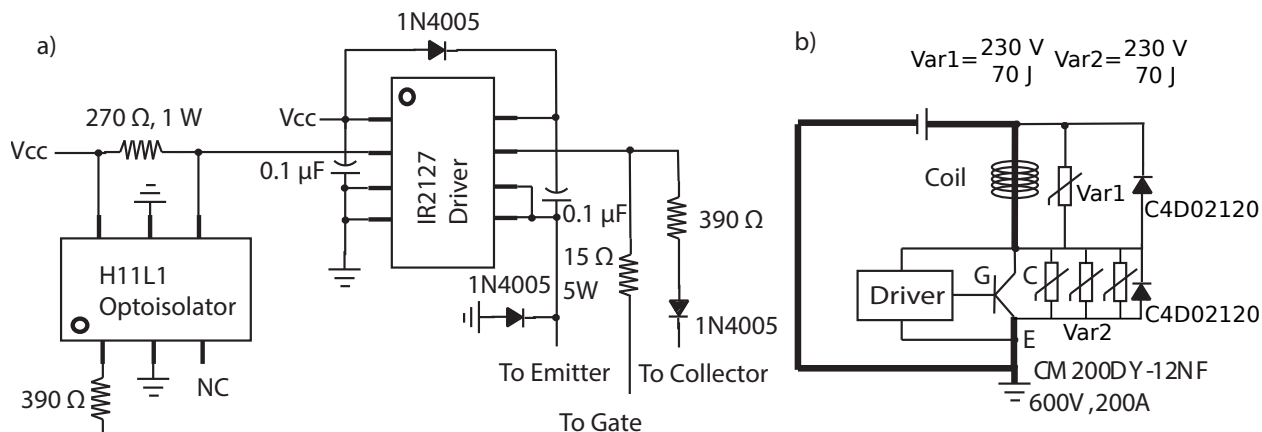 a)
1N4005
270 Ω, 1 W
Vcc
Vcc
0.1 µF
IR2127
Driver
0.1 µF
390 Ω
15 Ω
5W
1N4005
1N4005
H11L1
Optoisolator
390 Ω
NC
To Emitter
To Collector
To Gate
b)
Var1= 230 V
70 J
Var2= 230 V
70 J
Coil
Var1
C4D02120
Driver
G
C
C4D02120
Var2
E
CM200DY-12NF
600V,200A